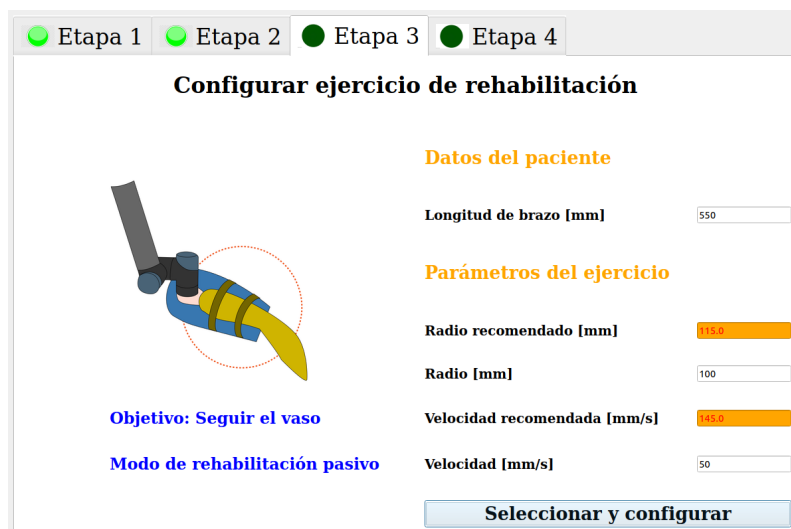 Etapa 1 Etapa 2 Etapa 3 Etapa 4
Configurar ejercicio de rehabilitación
Datos del paciente
Longitud de brazo [mm] 550
Parámetros del ejercicio
Radio recomendado [mm] 115.0
Radio [mm] 100
Objetivo: Seguir el vaso
Velocidad recomendada [mm/s] 145.0
Modo de rehabilitación pasivo
Velocidad [mm/s] 50
Seleccionar y configurar